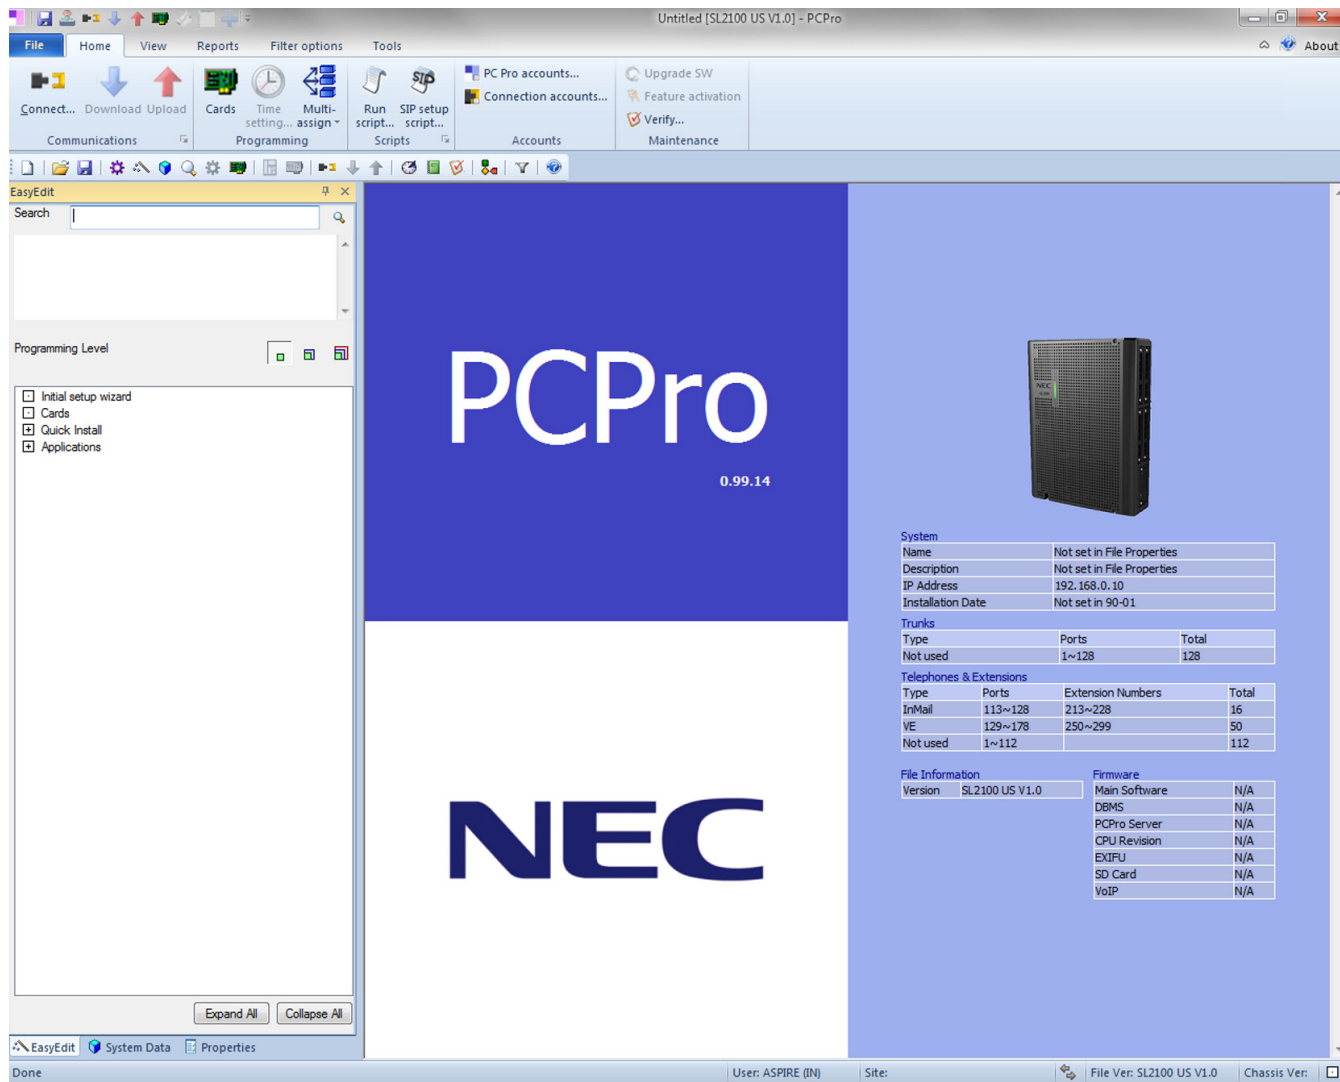 Untitled [SL2100 US V1.0] - PCPro
File Home View Reports Filter options Tools About
Connect... Download Upload Cards Time setting... Multi-assign Run script... SIP setup script...
PC Pro accounts...
Connection accounts...
Upgrade SW
Feature activation
Verify...
Communications Programming Scripts Accounts Maintenance
EasyEdit
Search
Programming Level
Initial setup wizard
Cards
Quick Install
Applications
Expand All Collapse All
EasyEdit System Data Properties
PCPro
0.99.14
NEC
NEC
System
Name Not set in File Properties
Description Not set in File Properties
IP Address 192.168.0.10
Installation Date Not set in 90-01
Trunks
Type Ports Total
Not used 1~128 128
Telephones & Extensions
Type Ports Extension Numbers Total
InMail 113~128 213~228 16
VE 129~178 250~299 50
Not used 1~112 112
File Information
Version SL2100 US V1.0
Firmware
Main Software N/A
DBMS N/A
PCPro Server N/A
CPU Revision N/A
EXIFU N/A
SD Card N/A
VoIP N/A
Done User: ASPIRE (IN) Site: File Ver: SL2100 US V1.0 Chassis Ver: